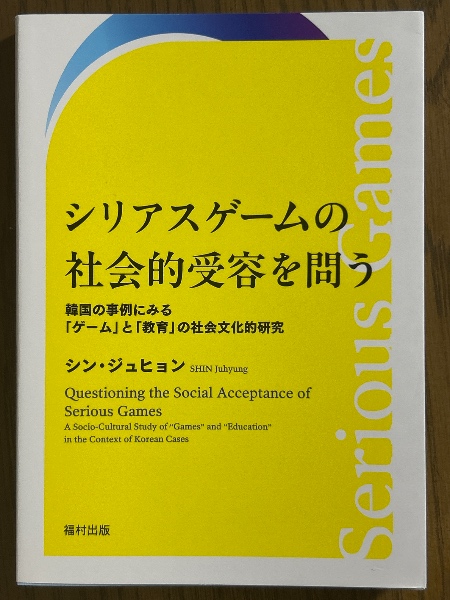 シリアスゲームの
社会的受容を問う
韓国の事例にみる
「ゲーム」と「教育」の社会文化的研究
シン・ジュヒョン SHIN Juhyung
Questioning the Social Acceptance of
Serious Games
A Socio-Cultural Study of “Games” and “Education”
in the Context of Korean Cases
福村出版
Serious Games